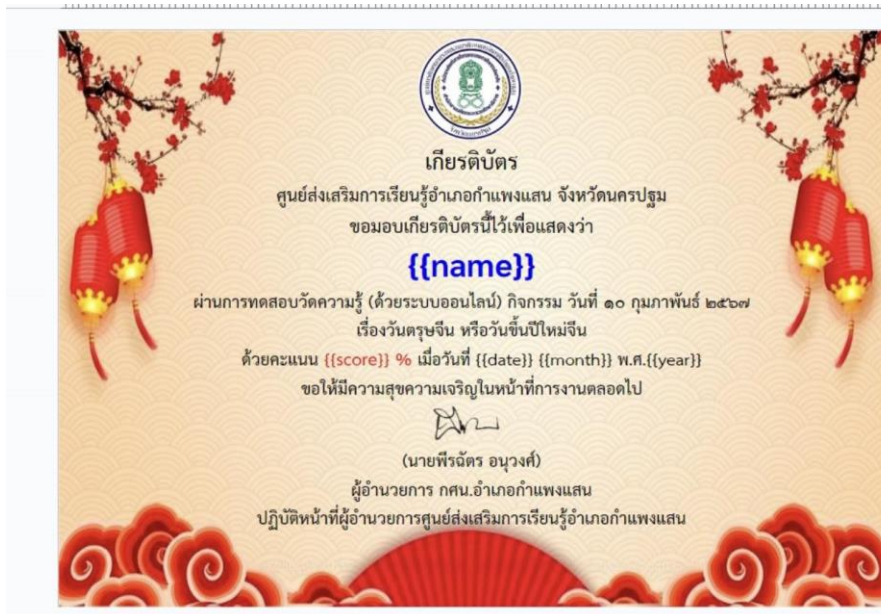 เกียรติบัตร
ศูนย์ส่งเสริมการเรียนรู้อำเภอกำแพงแสน จังหวัดนครปฐม
ขอมอบเกียรติบัตรนี้ไว้เพื่อแสดงว่า
{{name}}
ผ่านการทดสอบวัดความรู้ (ด้วยระบบออนไลน์) กิจกรรม วันที่ ๑๐ กุมภาพันธ์ ๒๕๖๗
เรื่องวันตรุษจีน หรือวันขึ้นปีใหม่จีน
ด้วยคะแนน {{score}} % เมื่อวันที่ {{date}} {{month}} พ.ศ.{{year}}
ขอให้มีความสุขความเจริญในหน้าที่การงานตลอดไป
(นายพีรฉัตร อนุวงศ์)
ผู้อำนวยการ กศน.อำเภอกำแพงแสน
ปฏิบัติหน้าที่ผู้อำนวยการศูนย์ส่งเสริมการเรียนรู้อำเภอกำแพงแสน